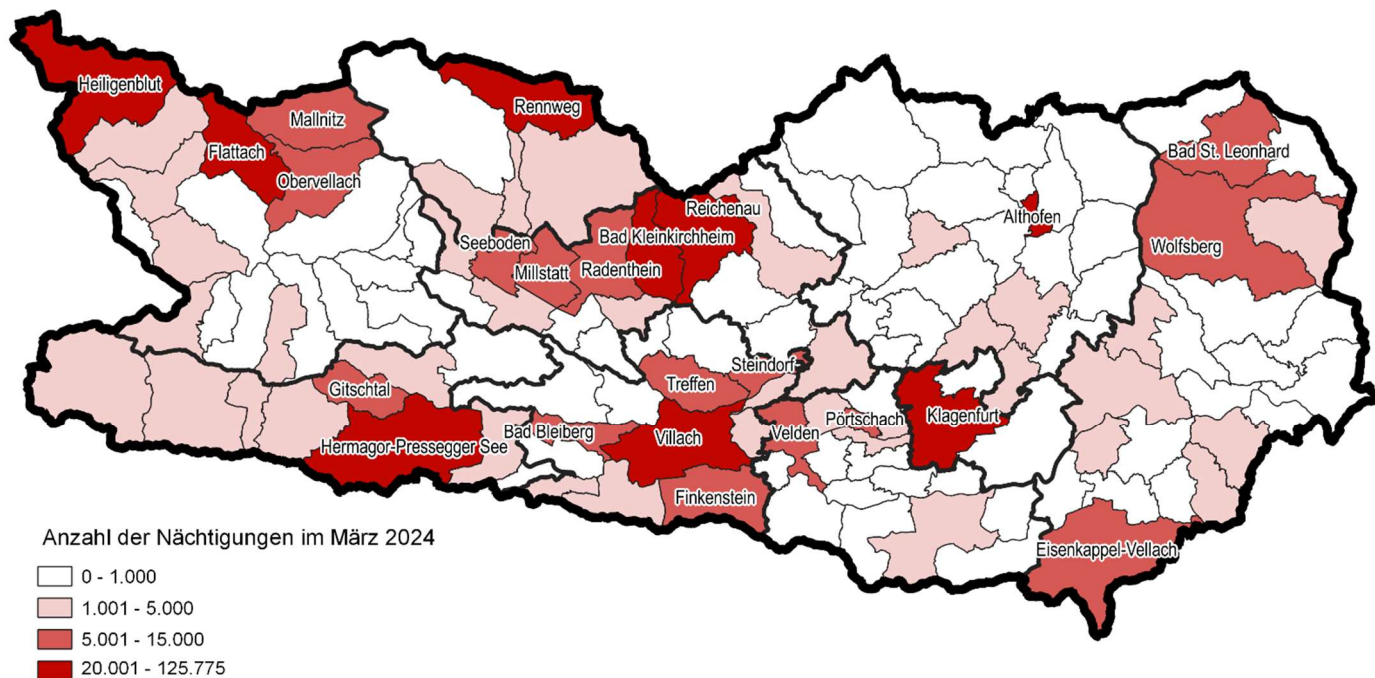 Heiligenblut
Rennweg
Mallnitz
Flattach
Obervellach
Bad St. Leonhard
Reichenau
Althofen
Seeboden
Bad Kleinkirchheim
Wolfsberg
Millstatt
Radenthein
Steindorf
Gitschtal
Treffen
Pörtschach
Klagenfurt
Hermagor-Pressegger See
Bad Bleiberg
Villach
Velden
Finkenstein
Eisenkappel-Vellach
Anzahl der Nächtigungen im März 2024
0 - 1.000
1.001 - 5.000
5.001 - 15.000
20.001 - 125.775